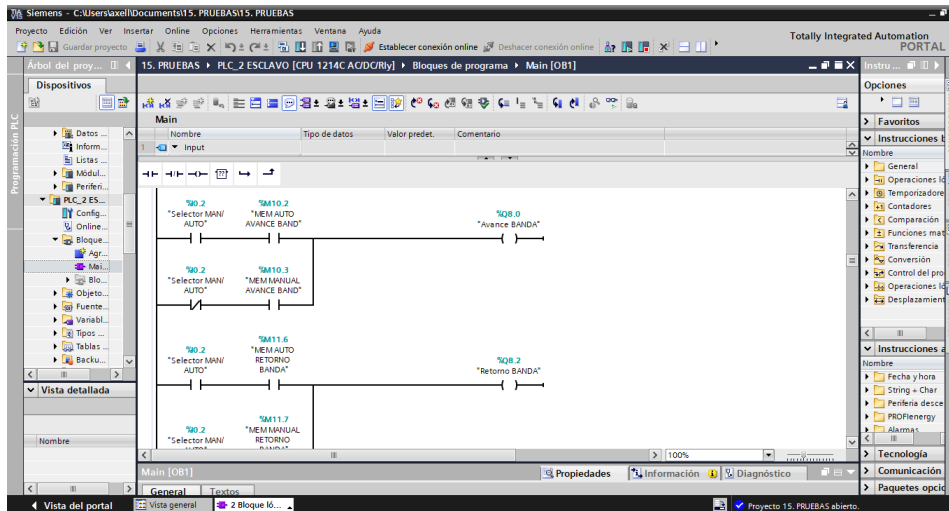 Siemens - C:\Users\axell\Documents\15. PRUEBAS\15. PRUEBAS
Proyecto Edición Ver Insertar Online Opciones Herramientas Ventana Ayuda
Totally Integrated Automation
PORTAL
Guardar proyecto
Establecer conexión online
Deshacer conexión online
Árbol del proy...
15. PRUEBAS
PLC_2 ESCLAVO [CPU 1214C AC/DC/Rly]
Bloques de programa
Main [OB1]
Instru...
Dispositivos
Opciones
Programación PLC
Main
Nombre Tipo de datos Valor predet. Comentario
1 Input
Datos ...
Inform...
Listas ...
Módul...
Periferi...
PLC_2 ES...
Config...
Online...
Bloque...
Agr...
Mai...
Blo...
Objeto...
Fuente...
Variabl...
Tipos ...
Tablas ...
Backu...
Vista detallada
Nombre
??
%I0.2
"Selector MAN/
AUTO"
%M10.2
"MEM AUTO
AVANCE BAND"
%Q8.0
"Avance BANDA"
%I0.2
"Selector MAN/
AUTO"
%M10.3
"MEM MANUAL
AVANCE BAND"
%I0.2
"Selector MAN/
AUTO"
%M11.6
"MEM AUTO
RETORNO
BANDA"
%Q8.2
"Retorno BANDA"
%I0.2
"Selector MAN/
%M11.7
"MEM MANUAL
RETORNO
100%
Favoritos
Instrucciones b
Nombre
General
Operaciones ló
Temporizadore
Contadores
Comparación
Funciones mat
Transferencia
Conversión
Control del pro
Operaciones ló
Desplazamient
Instrucciones a
Nombre
Fecha y hora
String + Char
Periferia desce
PROFIenergy
Alarmas
Tecnología
Comunicación
Paquetes opcio
Main [OB1]
Propiedades
Información
Diagnóstico
General Textos
Vista del portal
Vista general
2 Bloque ló...
Proyecto 15. PRUEBAS abierto.